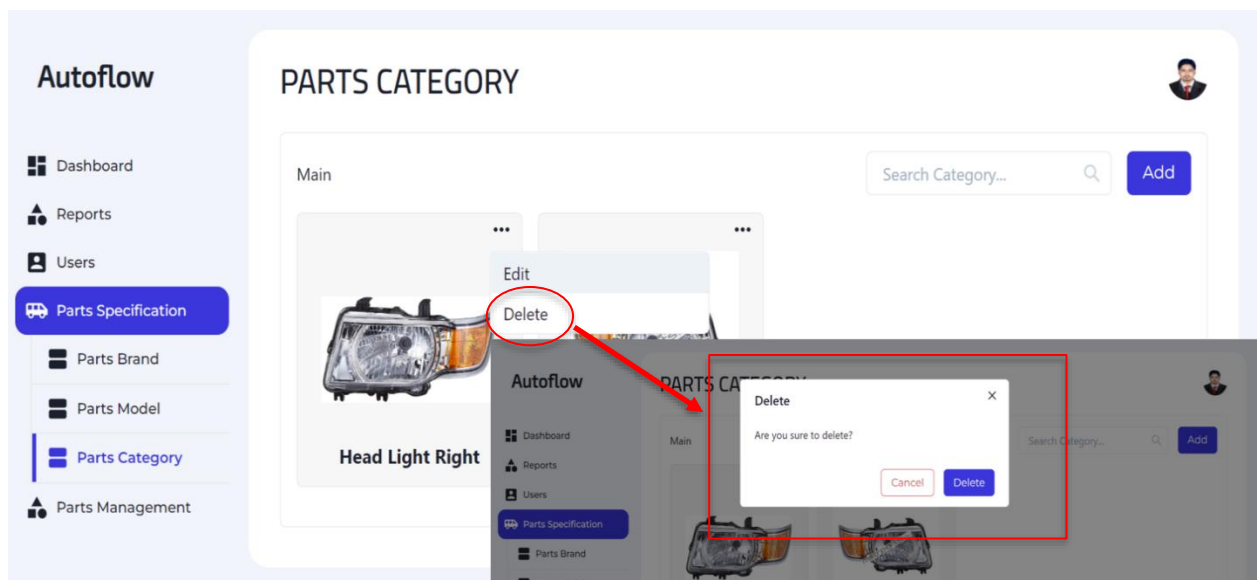 Autoflow
PARTS CATEGORY
Dashboard
Reports
Users
Parts Specification
Parts Brand
Parts Model
Parts Category
Parts Management
Main
Search Category...
Add
Edit
Delete
Head Light Right
Autoflow
PARTS CATEGORY
Dashboard
Reports
Users
Parts Specification
Parts Brand
Main
Search Category...
Add
Delete
X
Are you sure to delete?
Cancel
Delete